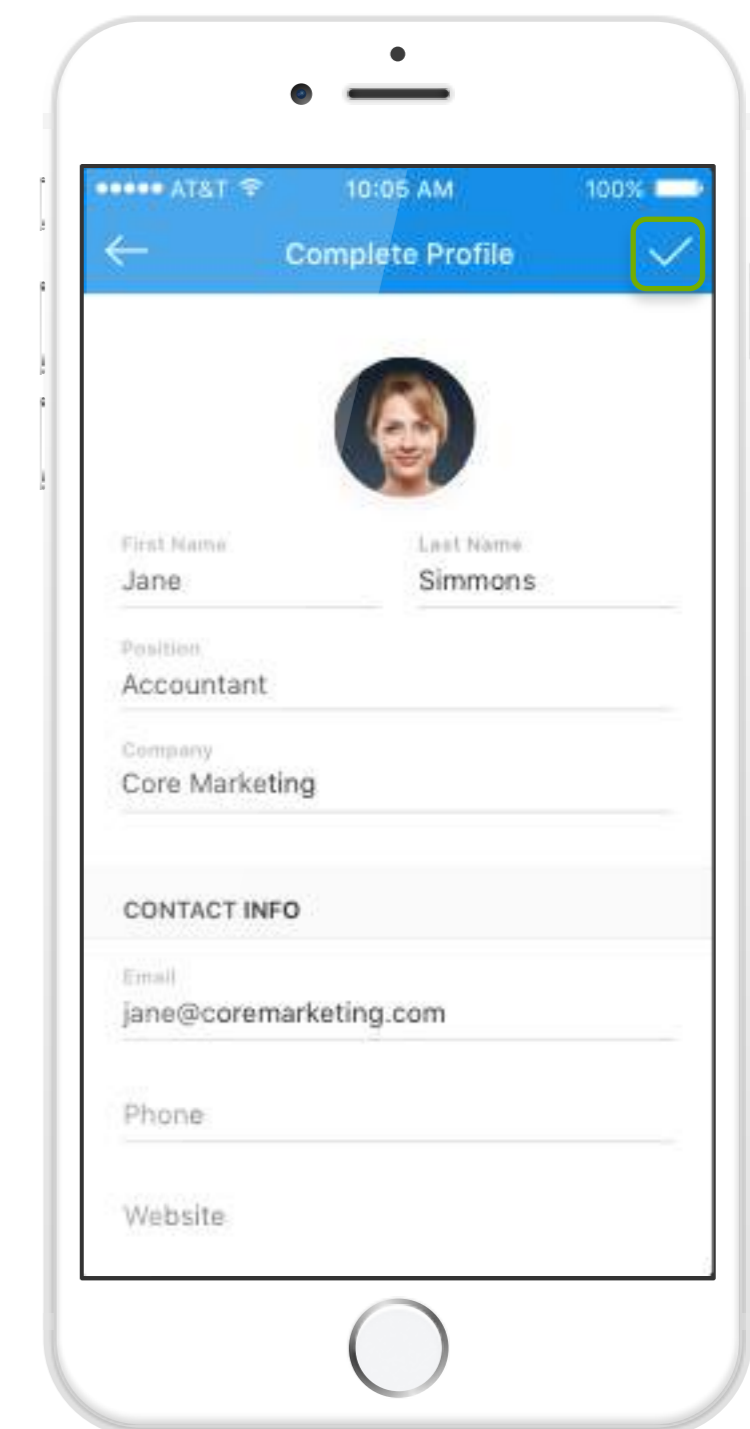 AT&T 10:05 AM 100%
Complete Profile
First Name Last Name
Jane Simmons
Position
Accountant
Company
Core Marketing
CONTACT INFO
Email
jane@coremarketing.com
Phone
Website